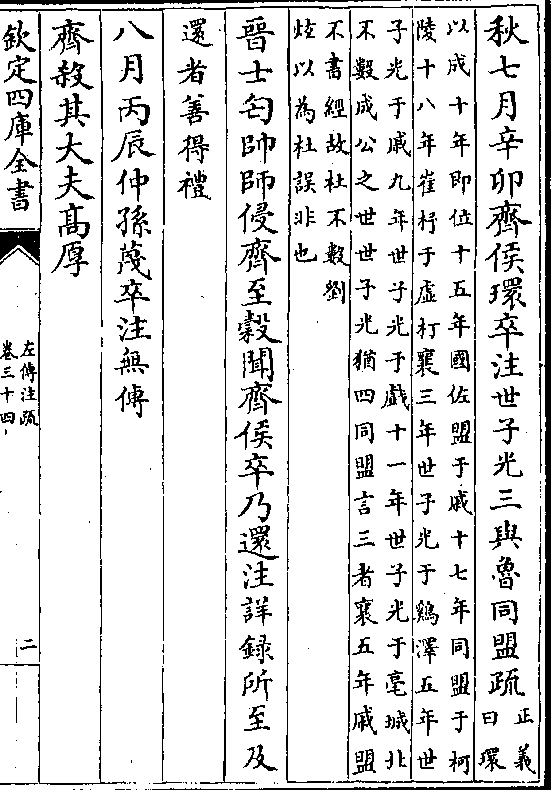 秋七月辛卯齊侯環卒注世子光三與魯同盟疏正義曰環
以成十年即位十五年國佐盟于戚十七年同盟于柯
陵十八年崔杼于虛朾襄三年世子光于鷄澤五年世
子光于戚九年世子光于戲十一年世子光于亳城北
不數成公之世世子光猶四同盟言三者襄五年戚盟
不書經故杜不數劉
炫以為杜誤非也
晉士匄帥師侵齊至穀聞齊侯卒乃還注詳錄所至及
還者善得禮
八月丙辰仲孫蔑卒注無傳
齊殺其大夫髙厚
欽定四庫全書
左傳注疏
卷三十四
二